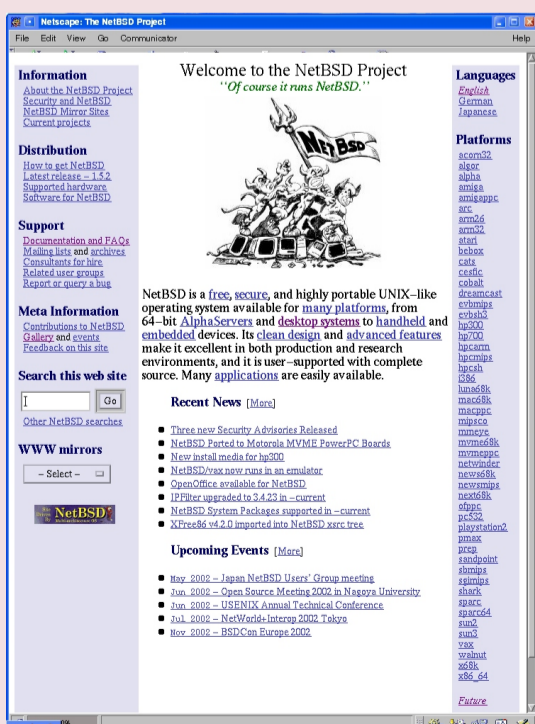 Netscape: The NetBSD Project
File Edit View Go Communicator Help
Information
About the NetBSD Project
Security and NetBSD
NetBSD Mirror Sites
Current projects
Distribution
How to get NetBSD
Latest release – 1.5.2
Supported hardware
Software for NetBSD
Support
Documentation and FAQs
Mailing lists and archives
Consultants for hire
Related user groups
Report or query a bug
Meta Information
Contributions to NetBSD
Gallery and events
Feedback on this site
Search this web site
Go
Other NetBSD searches
WWW mirrors
– Select –
NetBSD
Welcome to the NetBSD Project
"Of course it runs NetBSD."
NetBSD
NetBSD is a free, secure, and highly portable UNIX–like
operating system available for many platforms, from
64–bit AlphaServers and desktop systems to handheld and
embedded devices. Its clean design and advanced features
make it excellent in both production and research
environments, and it is user–supported with complete
source. Many applications are easily available.
Recent News [More]
Three new Security Advisories Released
NetBSD Ported to Motorola MVME PowerPC Boards
New install media for hp300
NetBSD/vax now runs in an emulator
OpenOffice available for NetBSD
IPFilter upgraded to 3.4.23 in –current
NetBSD System Packages supported in –current
XFree86 v4.2.0 imported into NetBSD xsrc tree
Upcoming Events [More]
May 2002 – Japan NetBSD Users' Group meeting
Jun 2002 – Open Source Meeting 2002 in Nagoya University
Jun 2002 – USENIX Annual Technical Conference
Jul 2002 – NetWorld+Interop 2002 Tokyo
Nov 2002 – BSDCon Europe 2002
Languages
English
German
Japanese
Platforms
acorn32
algor
alpha
amiga
amigappc
arc
arm26
arm32
atari
bebox
cats
cesfic
cobalt
dreamcast
evbmips
evbsh3
hp300
hp700
hpcarm
hpcmips
hpcsh
i386
luna68k
mac68k
macppc
mipsco
mmeye
mvme68k
mvmeppc
netwinder
news68k
newsmips
next68k
ofppc
pc532
playstation2
pmax
prep
sandpoint
sbmips
sgimips
shark
sparc
sparc64
sun2
sun3
vax
walnut
x68k
x86_64
Future
0%